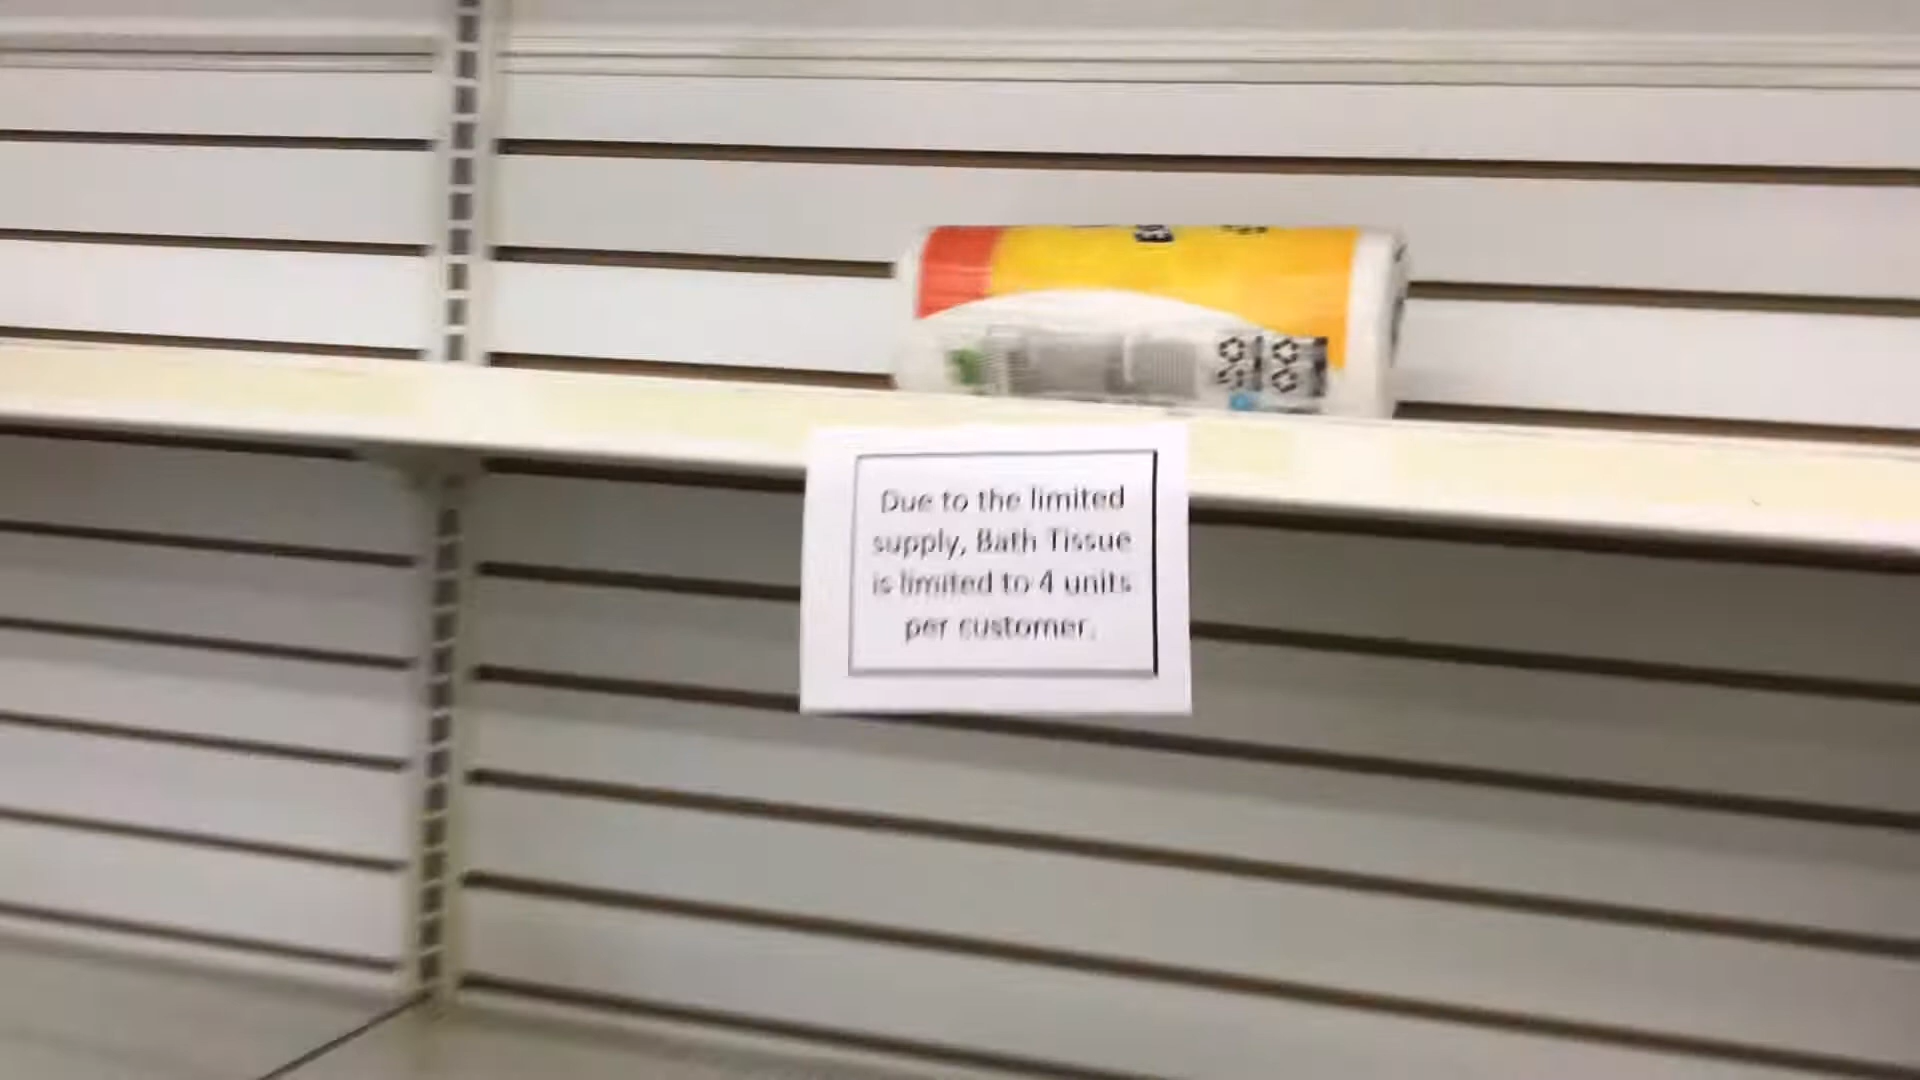 Due to the limited
supply, Bath Tissue
is limited to 4 units
per customer.